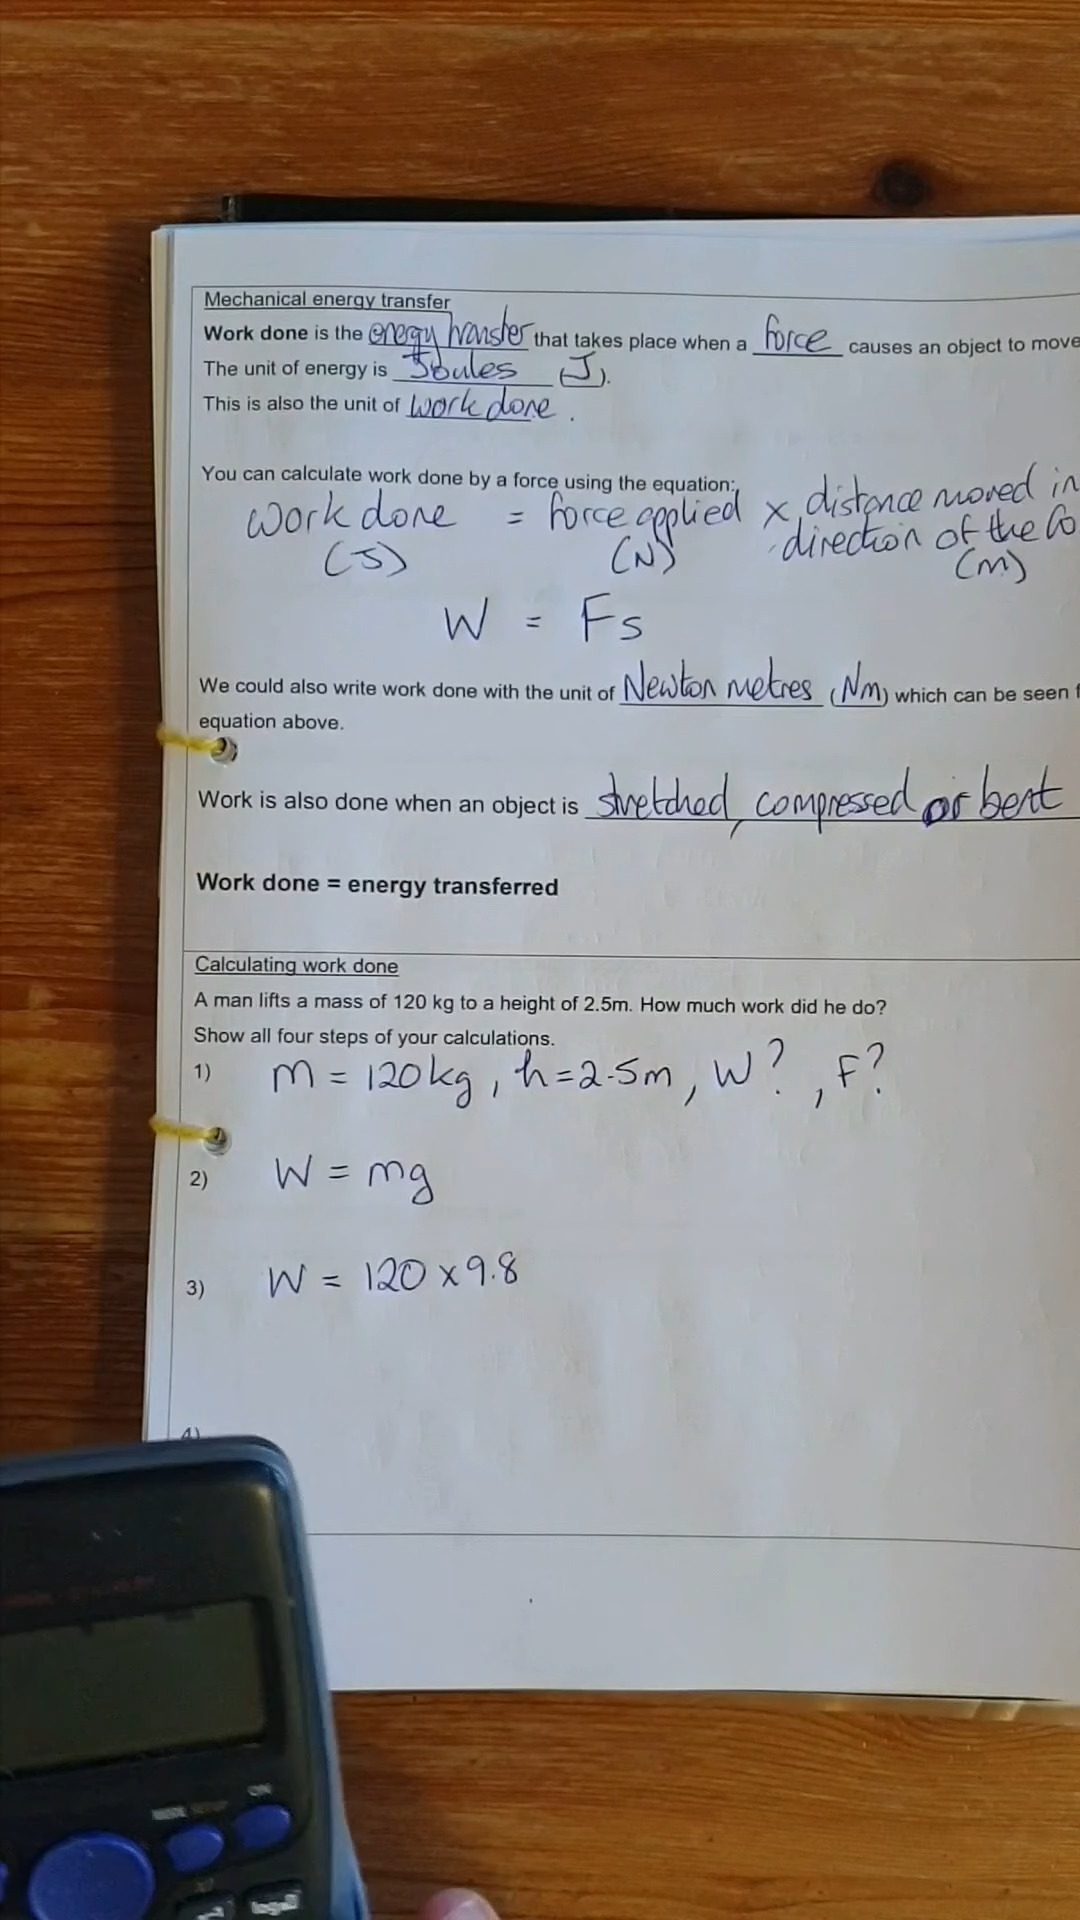 Mechanical energy transfer
Work done is the energy transfer that takes place when a force causes an object to move
The unit of energy is Joules (J).
This is also the unit of work done.
You can calculate work done by a force using the equation:
work done = force applied × distance moved in
direction of the
(J) (N) (m)
W = Fs
We could also write work done with the unit of Newton metres (Nm) which can be seen
equation above.
Work is also done when an object is stretched, compressed or bent
Work done = energy transferred
Calculating work done
A man lifts a mass of 120 kg to a height of 2.5m. How much work did he do?
Show all four steps of your calculations.
1) m = 120kg, h=2.5m, W?, F?
2) W = mg
3) W = 120 × 9.8
4)
ON